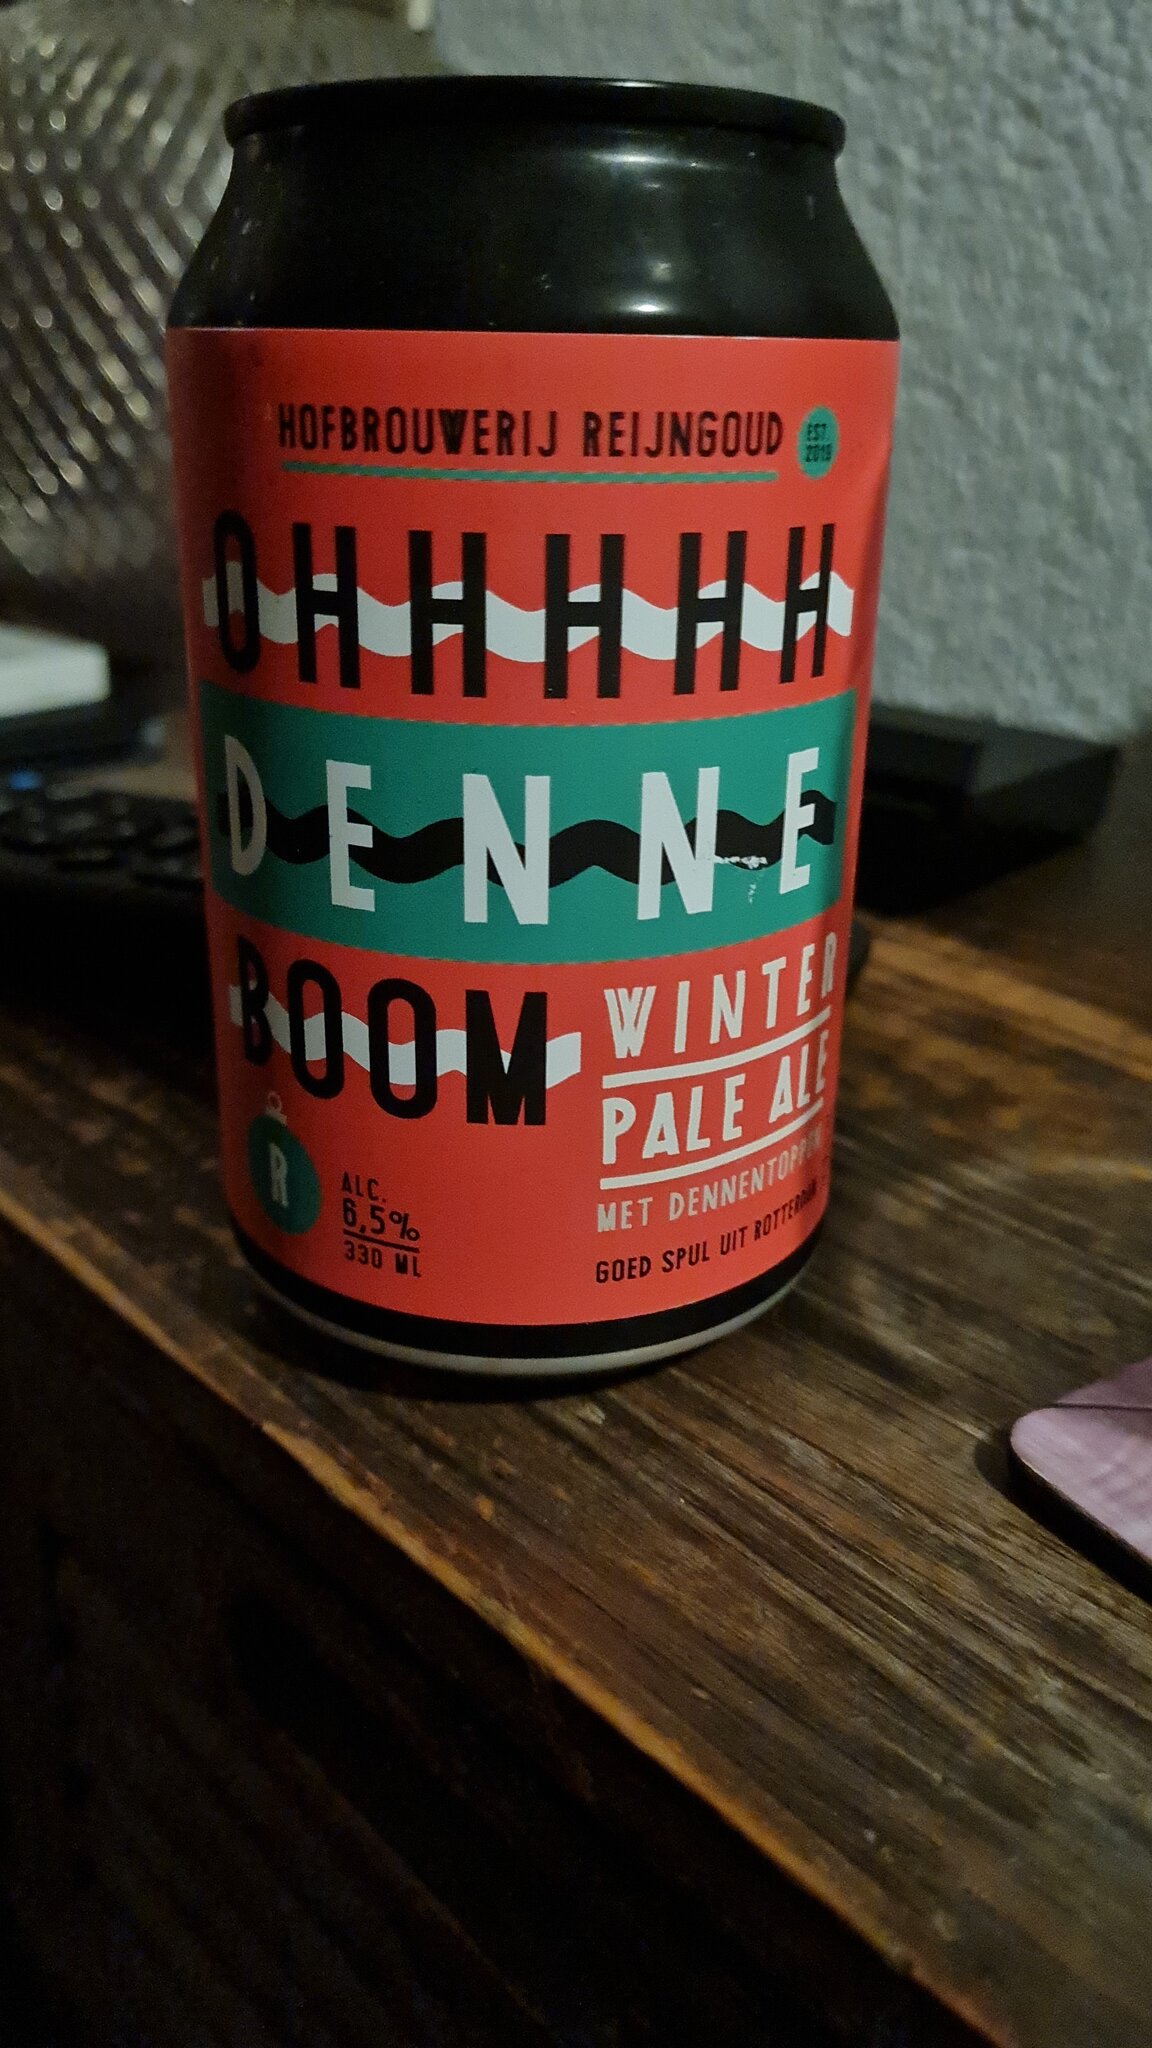 HOFBROUWERIJ REIJNGOUD
EST.
2015
OHHHHH
DENNE
BOOM
WINTER
PALE ALE
MET DENNENTOPPEN
GOED SPUL UIT ROTTERDAM
R
ALC.
6,5%
330 ML